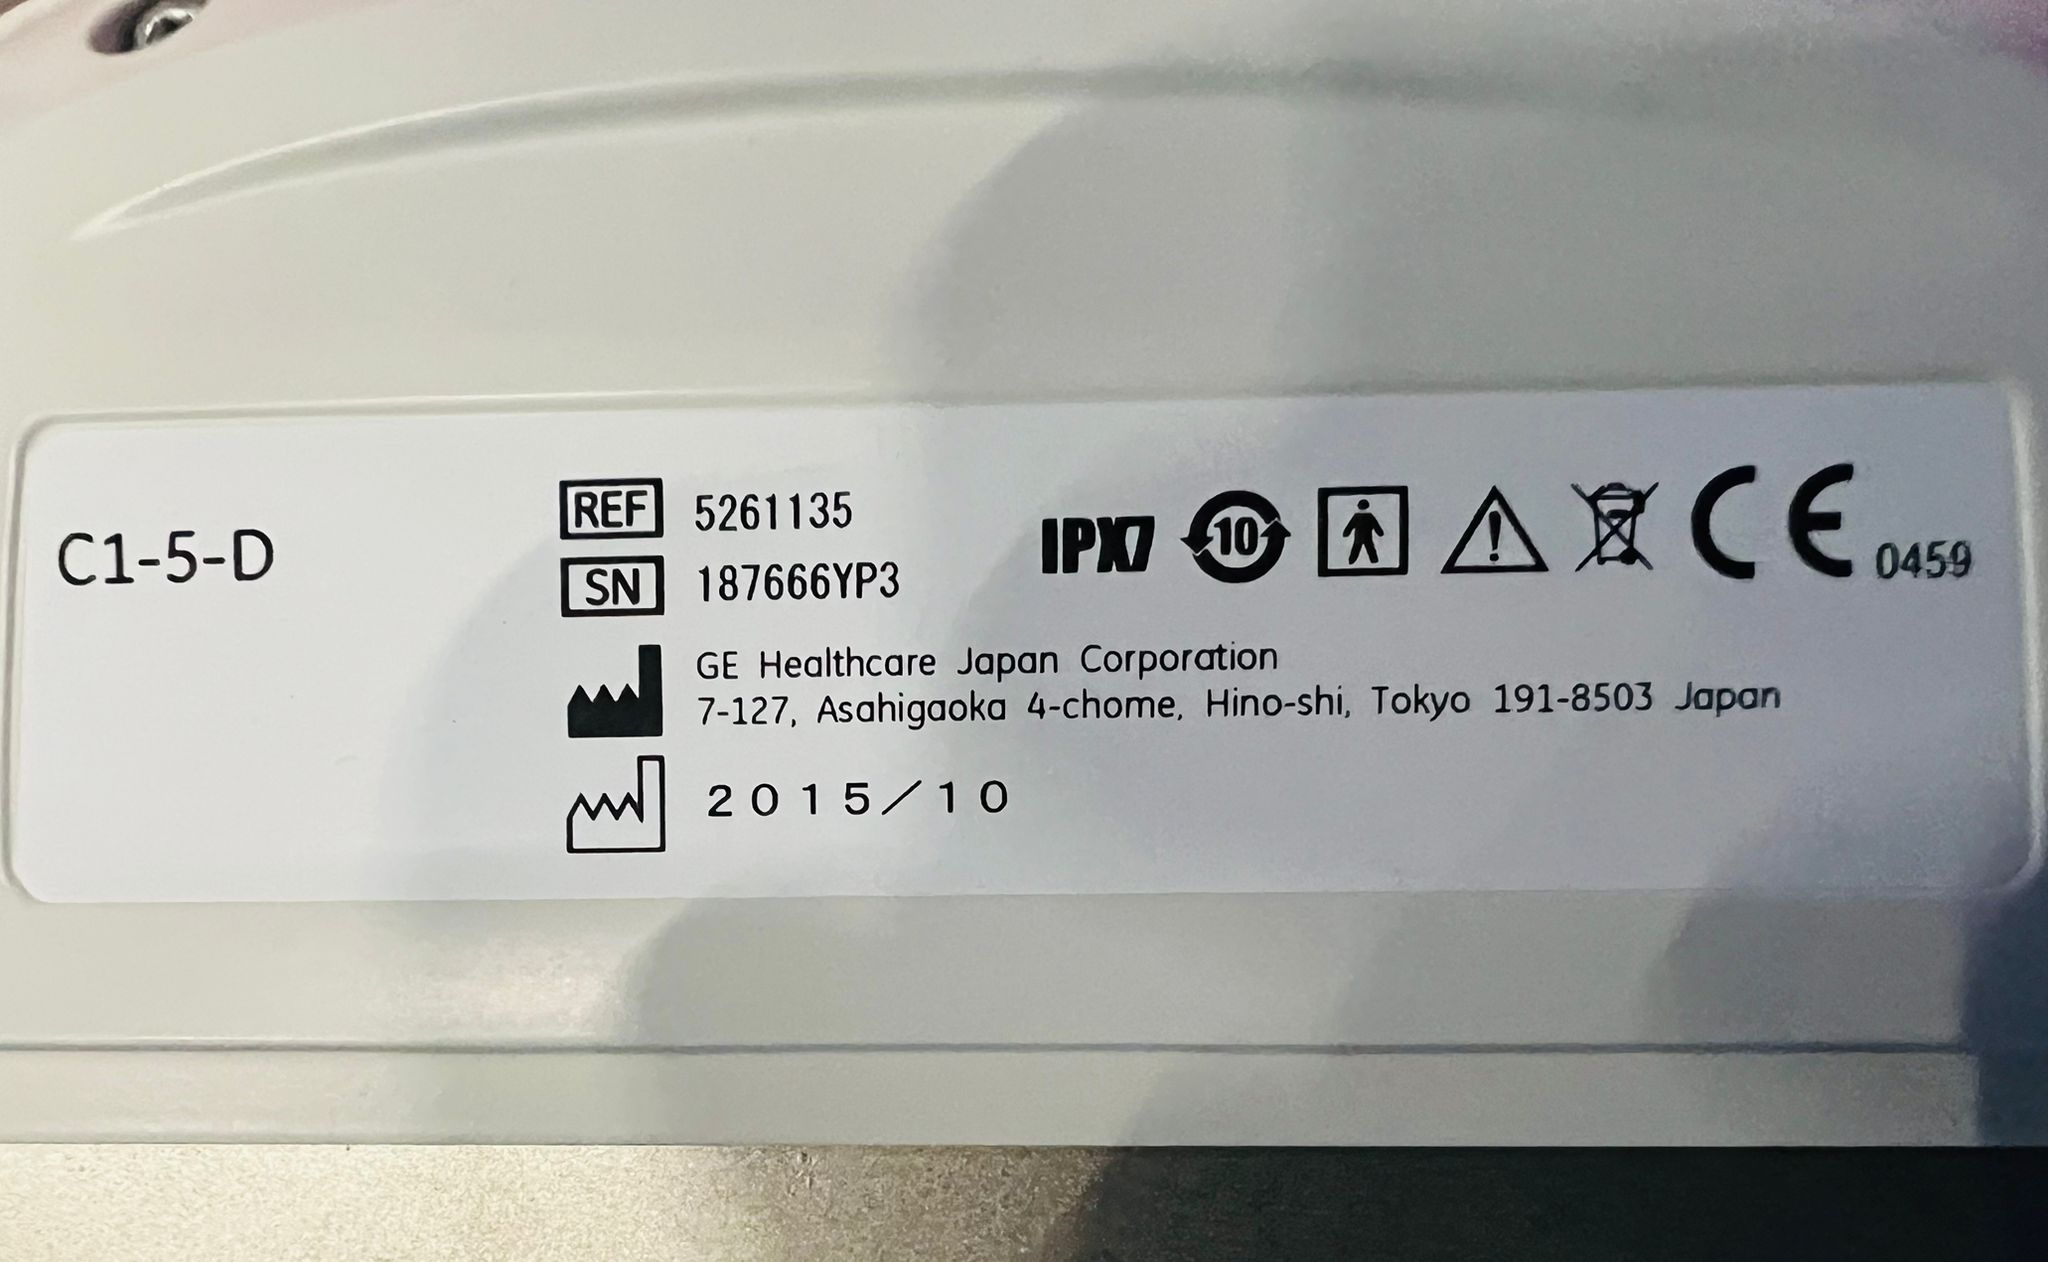 C1-5-D
REF 5261135
SN 187666YP3
IPX7 10 CE 0459
GE Healthcare Japan Corporation
7-127, Asahigaoka 4-chome, Hino-shi, Tokyo 191-8503 Japan
2015/10